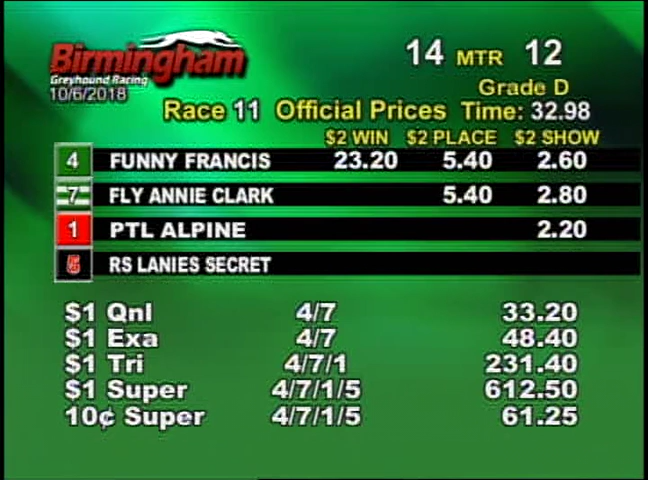 Birmingham
Greyhound Racing
10/6/2018
14 MTR 12
Grade D
Race 11 Official Prices Time: 32.98
$2 WIN $2 PLACE $2 SHOW
4 FUNNY FRANCIS 23.20 5.40 2.60
7 FLY ANNIE CLARK 5.40 2.80
1 PTL ALPINE 2.20
5 RS LANIES SECRET
$1 Qnl 4/7 33.20
$1 Exa 4/7 48.40
$1 Tri 4/7/1 231.40
$1 Super 4/7/1/5 612.50
10¢ Super 4/7/1/5 61.25